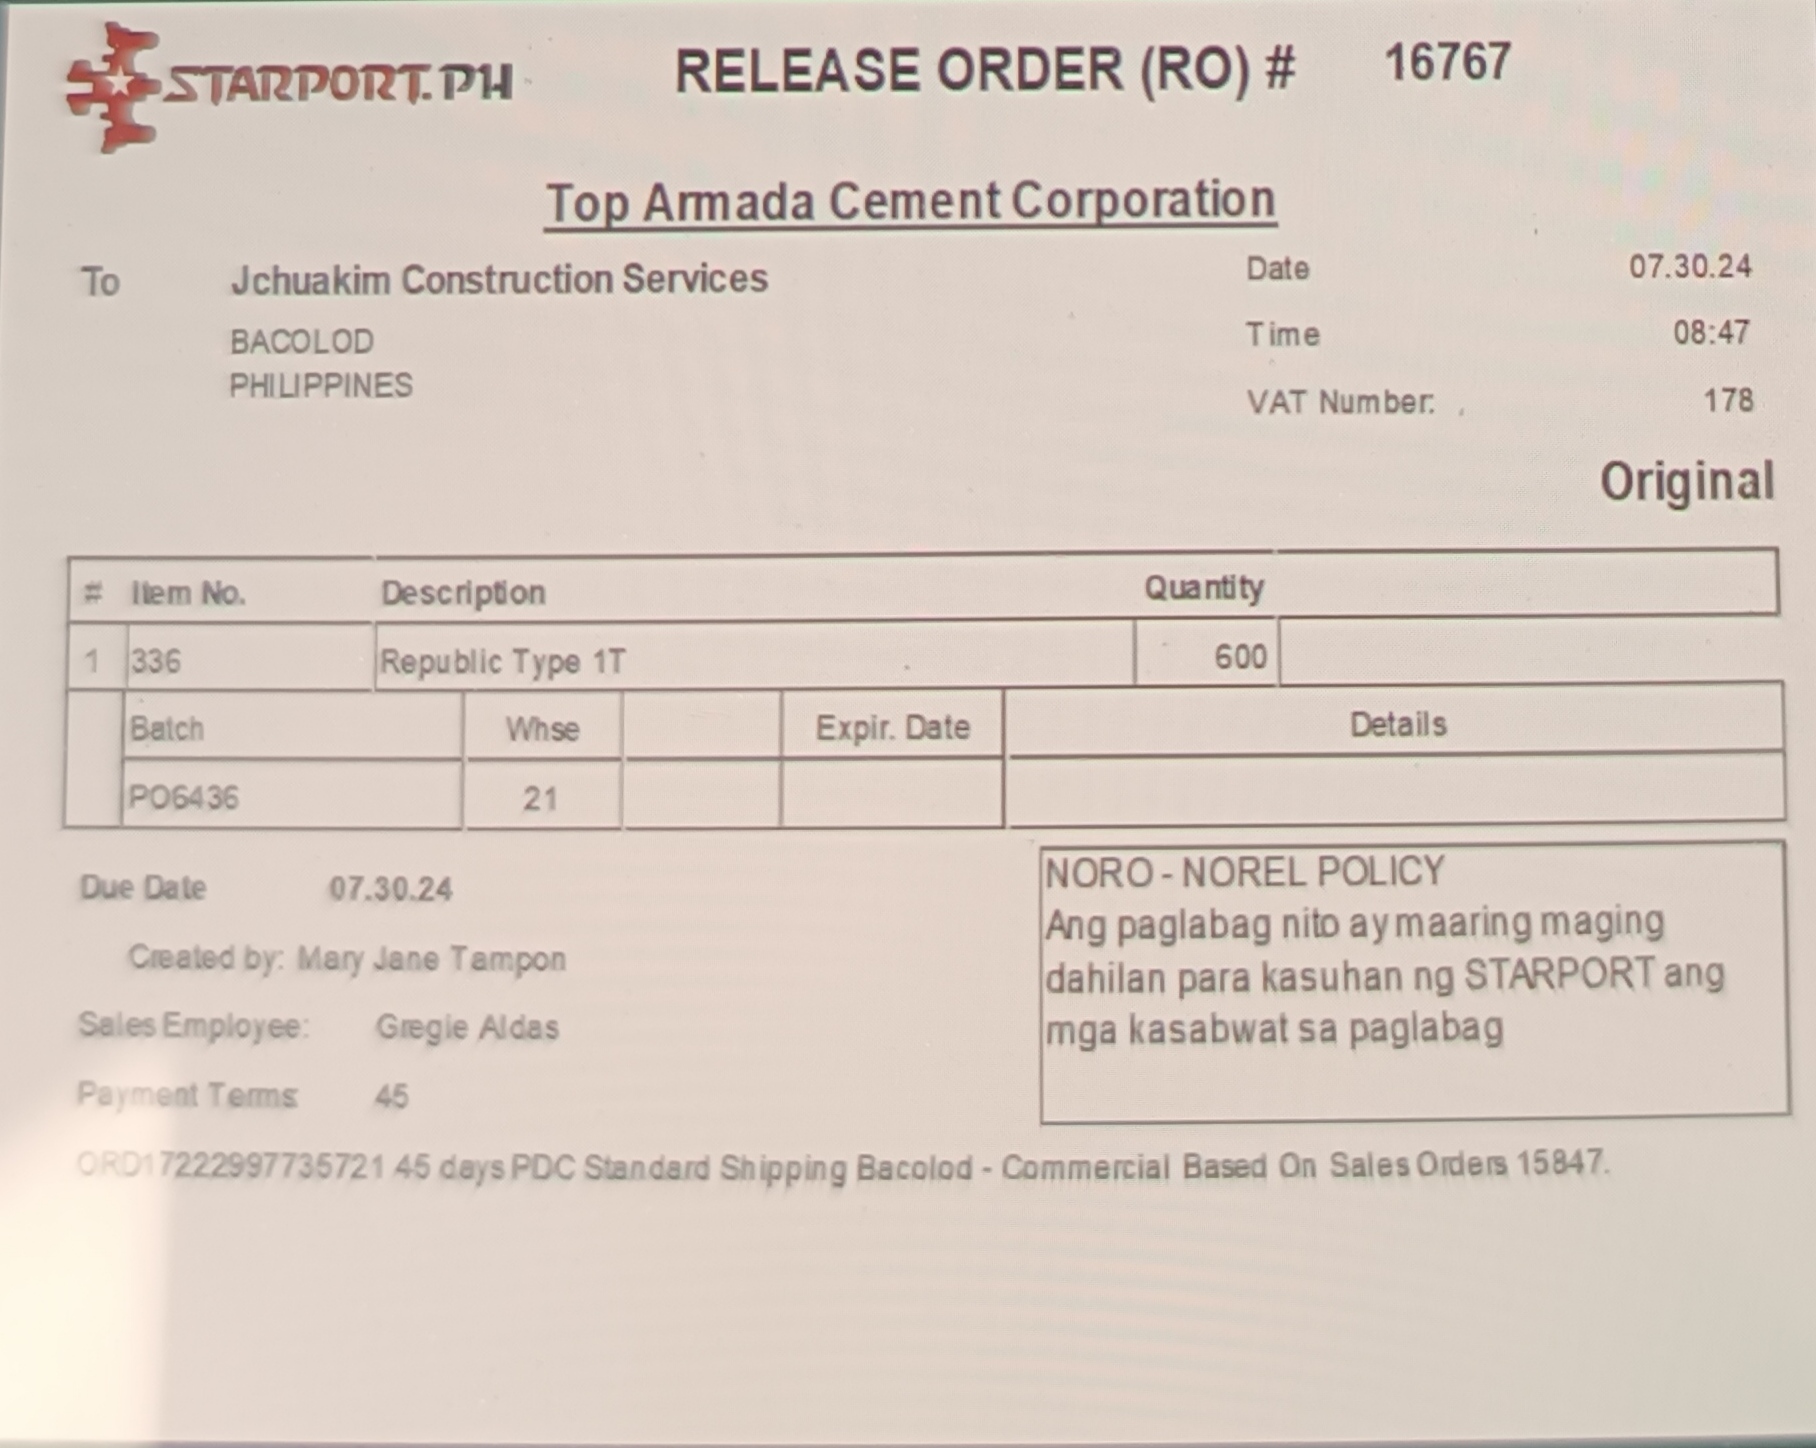 STARPORT.PH RELEASE ORDER (RO) # 16767
Top Armada Cement Corporation
To Jchuakim Construction Services Date 07.30.24
BACOLOD Time 08:47
PHILIPPINES
VAT Number: 178
Original
# Item No. Description Quantity
1 336 Republic Type 1T 600
Batch Whse Expir. Date Details
PO6436 21
Due Date 07.30.24
Created by: Mary Jane Tampon
Sales Employee: Gregie Aldas
Payment Terms 45
NORO - NOREL POLICY
Ang paglabag nito ay maaring maging
dahilan para kasuhan ng STARPORT ang
mga kasabwat sa paglabag
ORD17222997735721 45 days PDC Standard Shipping Bacolod - Commercial Based On Sales Orders 15847.